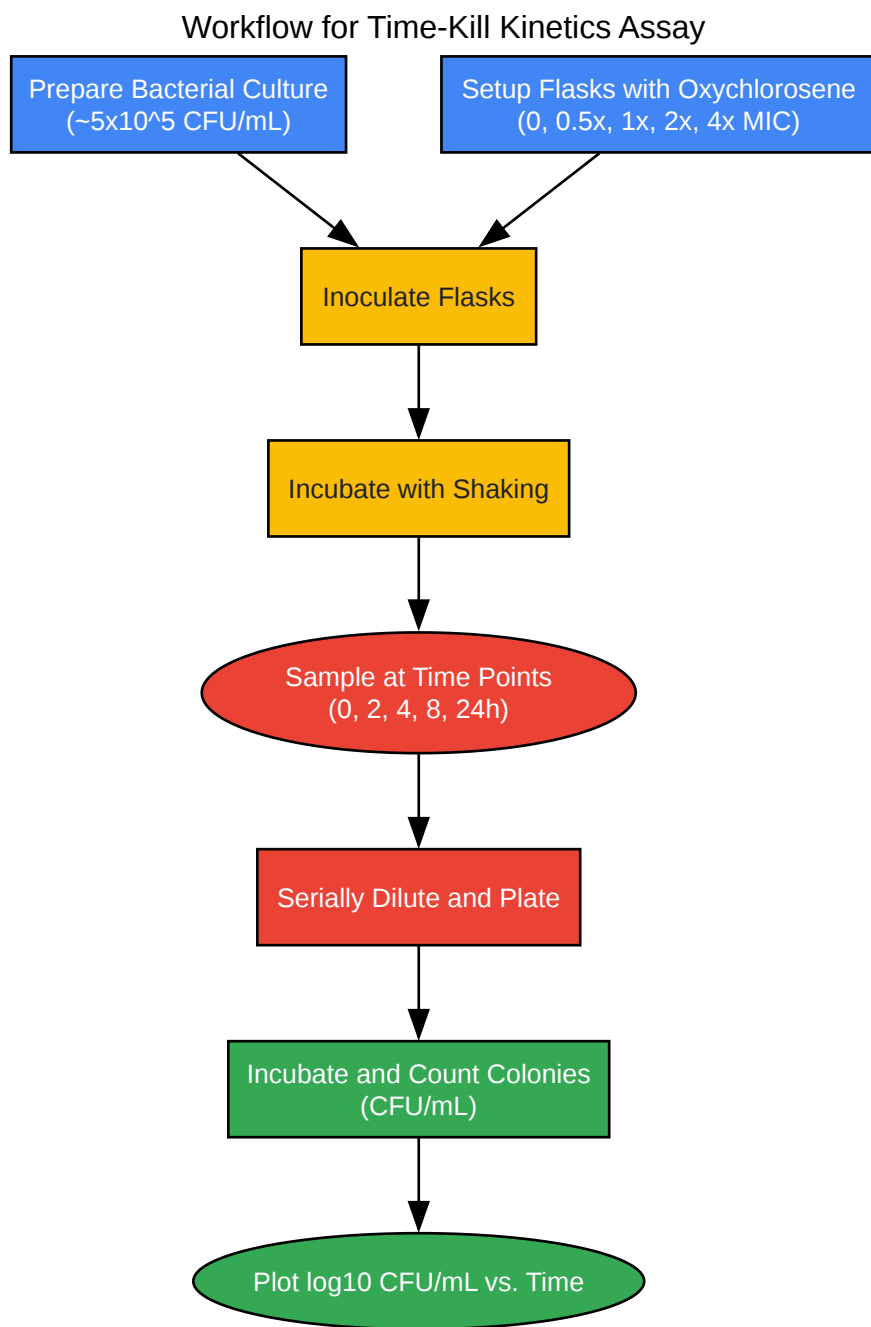 Workflow for Time-Kill Kinetics Assay
Prepare Bacterial Culture
(~5x10^5 CFU/mL)
Setup Flasks with Oxychlorosene
(0, 0.5x, 1x, 2x, 4x MIC)
Inoculate Flasks
Incubate with Shaking
Sample at Time Points
(0, 2, 4, 8, 24h)
Serially Dilute and Plate
Incubate and Count Colonies
(CFU/mL)
Plot log10 CFU/mL vs. Time